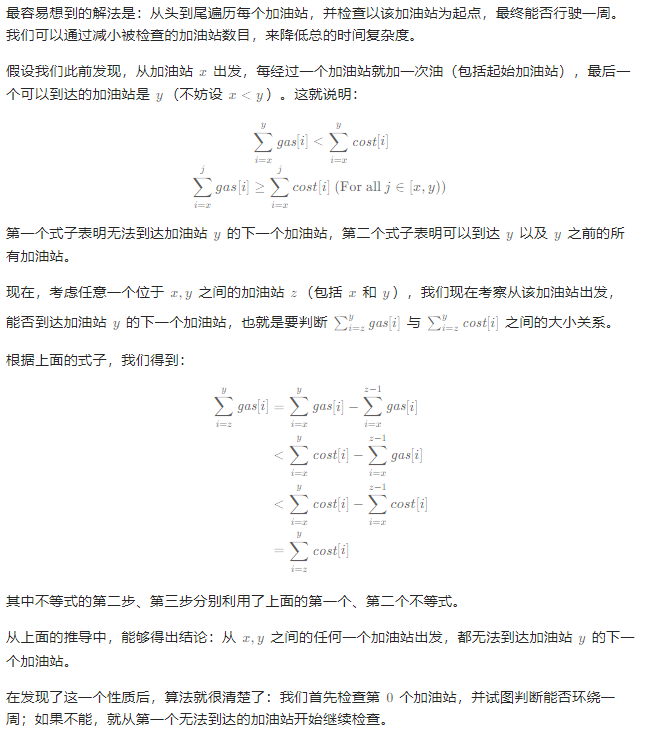 最容易想到的解法是：从头到尾遍历每个加油站，并检查以该加油站为起点，最终能否行驶一周。
我们可以通过减小被检查的加油站数目，来降低总的时间复杂度。
假设我们此前发现，从加油站 x 出发，每经过一个加油站就加一次油（包括起始加油站），最后一
个可以到达的加油站是 y（不妨设 x < y）。这就说明：
\sum_{i=x}^{y} gas[i] < \sum_{i=x}^{y} cost[i]
\sum_{i=x}^{j} gas[i] ≥ \sum_{i=x}^{j} cost[i] (For all j ∈ [x, y))
第一个式子表明无法到达加油站 y 的下一个加油站，第二个式子表明可以到达 y 以及 y 之前的所
有加油站。
现在，考虑任意一个位于 x, y 之间的加油站 z（包括 x 和 y），我们现在考察从该加油站出发，
能否到达加油站 y 的下一个加油站，也就是要判断 \sum_{i=z}^{y} gas[i] 与 \sum_{i=z}^{y} cost[i] 之间的大小关系。
根据上面的式子，我们得到：
\sum_{i=z}^{y} gas[i] = \sum_{i=x}^{y} gas[i] − \sum_{i=x}^{z−1} gas[i]
< \sum_{i=x}^{y} cost[i] − \sum_{i=x}^{z−1} gas[i]
< \sum_{i=x}^{y} cost[i] − \sum_{i=x}^{z−1} cost[i]
= \sum_{i=z}^{y} cost[i]
其中不等式的第二步、第三步分别利用了上面的第一个、第二个不等式。
从上面的推导中，能够得出结论：从 x, y 之间的任何一个加油站出发，都无法到达加油站 y 的下一
个加油站。
在发现了这一个性质后，算法就很清楚了：我们首先检查第 0 个加油站，并试图判断能否环绕一
周；如果不能，就从第一个无法到达的加油站开始继续检查。